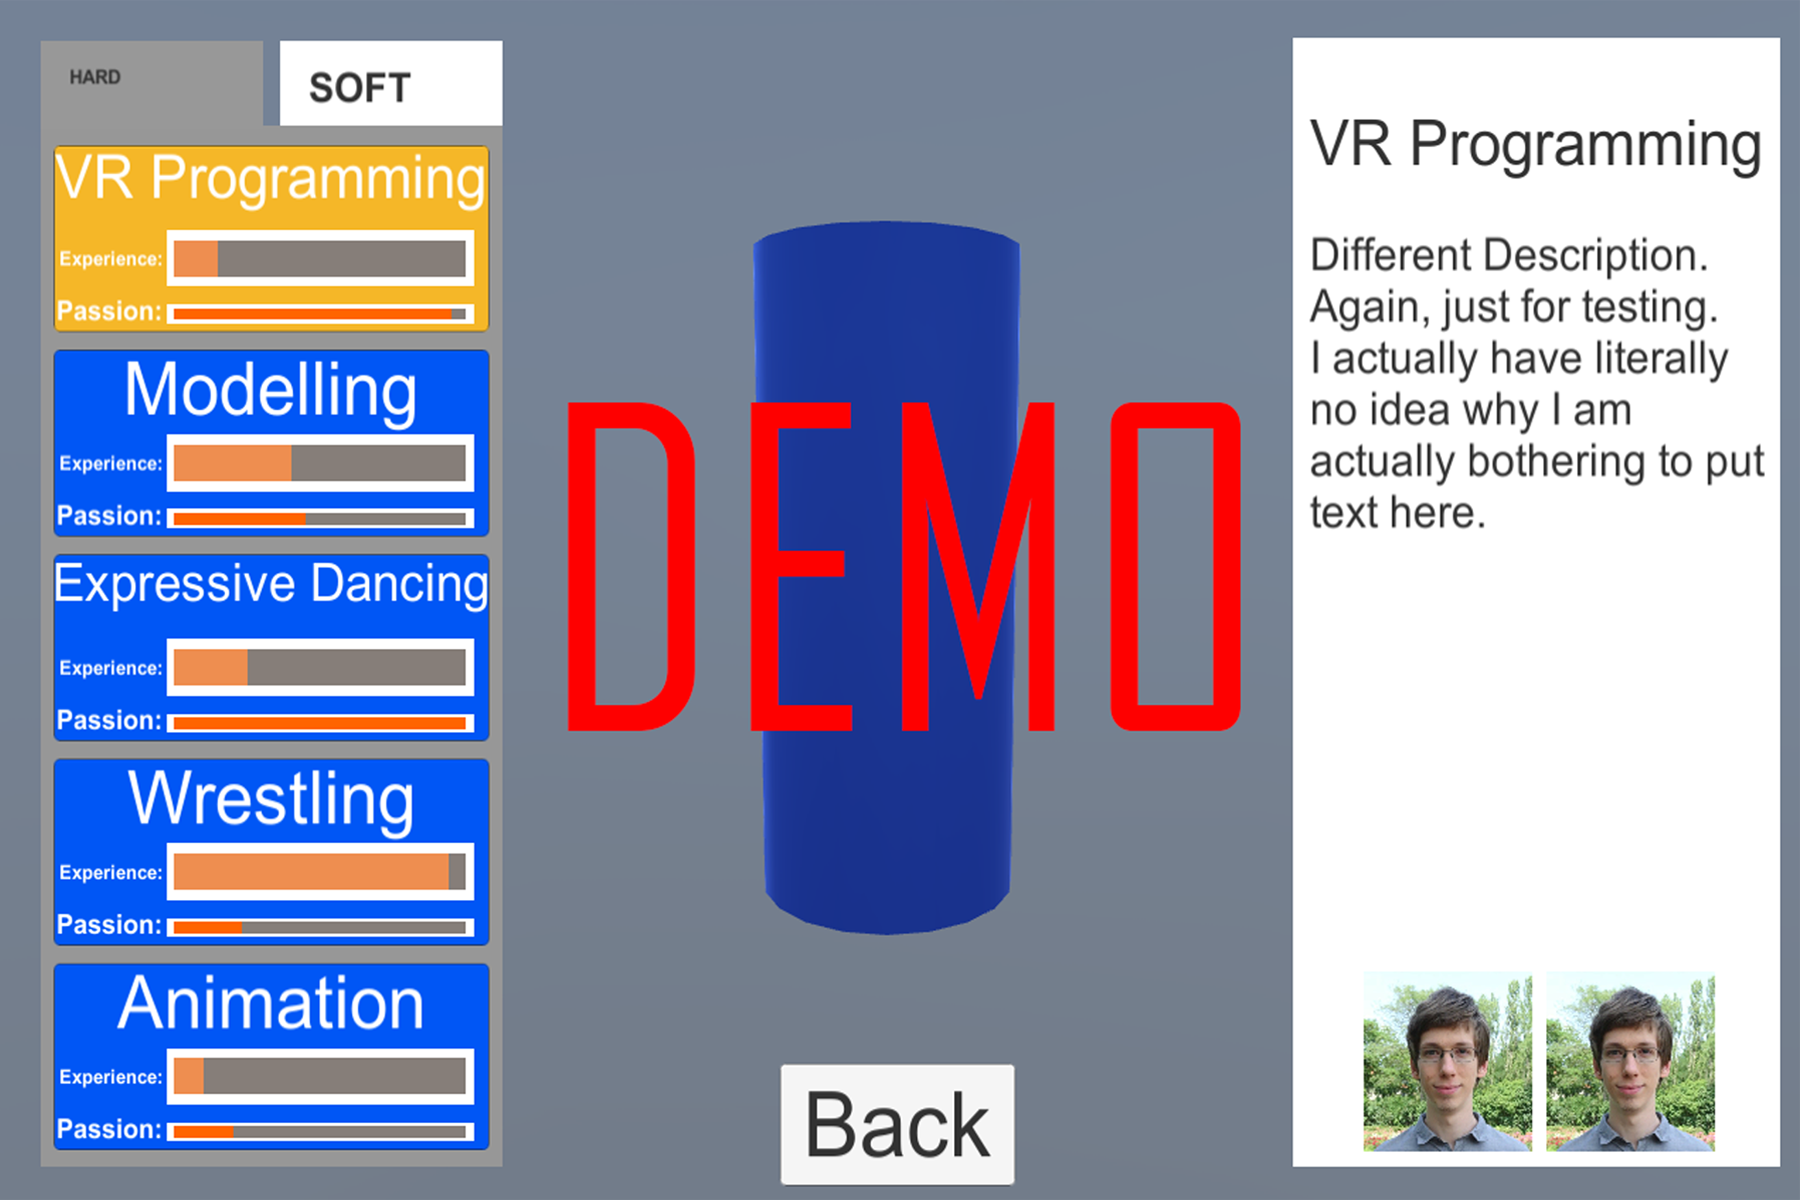 HARD
SOFT
VR Programming
Experience:
Passion:
Modelling
Experience:
Passion:
Expressive Dancing
Experience:
Passion:
Wrestling
Experience:
Passion:
Animation
Experience:
Passion:
DEMO
Back
VR Programming
Different Description.
Again, just for testing.
I actually have literally
no idea why I am
actually bothering to put
text here.